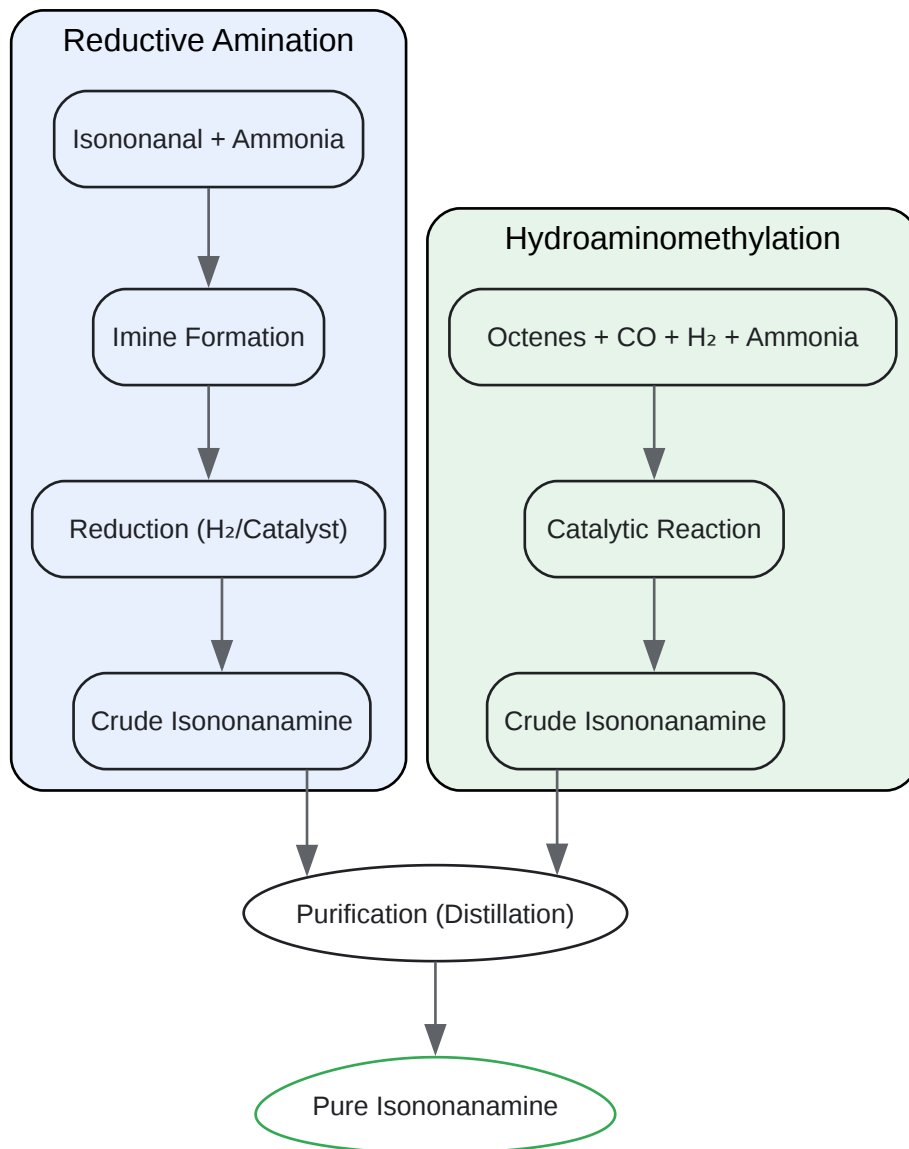 Reductive Amination
Isononanal + Ammonia
Imine Formation
Reduction (H₂/Catalyst)
Crude Isononanamine
Hydroaminomethylation
Octenes + CO + H₂ + Ammonia
Catalytic Reaction
Crude Isononanamine
Purification (Distillation)
Pure Isononanamine